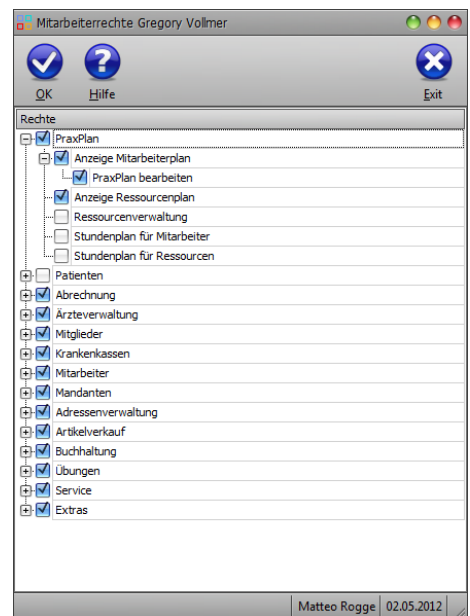 Mitarbeiterrechte Gregory Vollmer
OK Hilfe Exit
Rechte
PraxPlan
Anzeige Mitarbeiterplan
PraxPlan bearbeiten
Anzeige Ressourcenplan
Ressourcenverwaltung
Stundenplan für Mitarbeiter
Stundenplan für Ressourcen
Patienten
Abrechnung
Ärzteverwaltung
Mitglieder
Krankenkassen
Mitarbeiter
Mandanten
Adressenverwaltung
Artikelverkauf
Buchhaltung
Übungen
Service
Extras
Matteo Rogge 02.05.2012